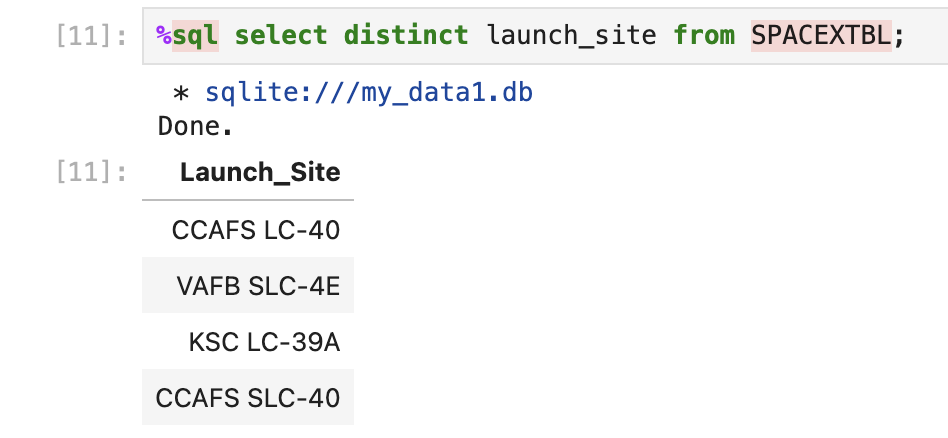 [11]: %sql select distinct launch_site from SPACEXTBL;
* sqlite:///my_data1.db
Done.
[11]: Launch_Site
CCAFS LC-40
VAFB SLC-4E
KSC LC-39A
CCAFS SLC-40